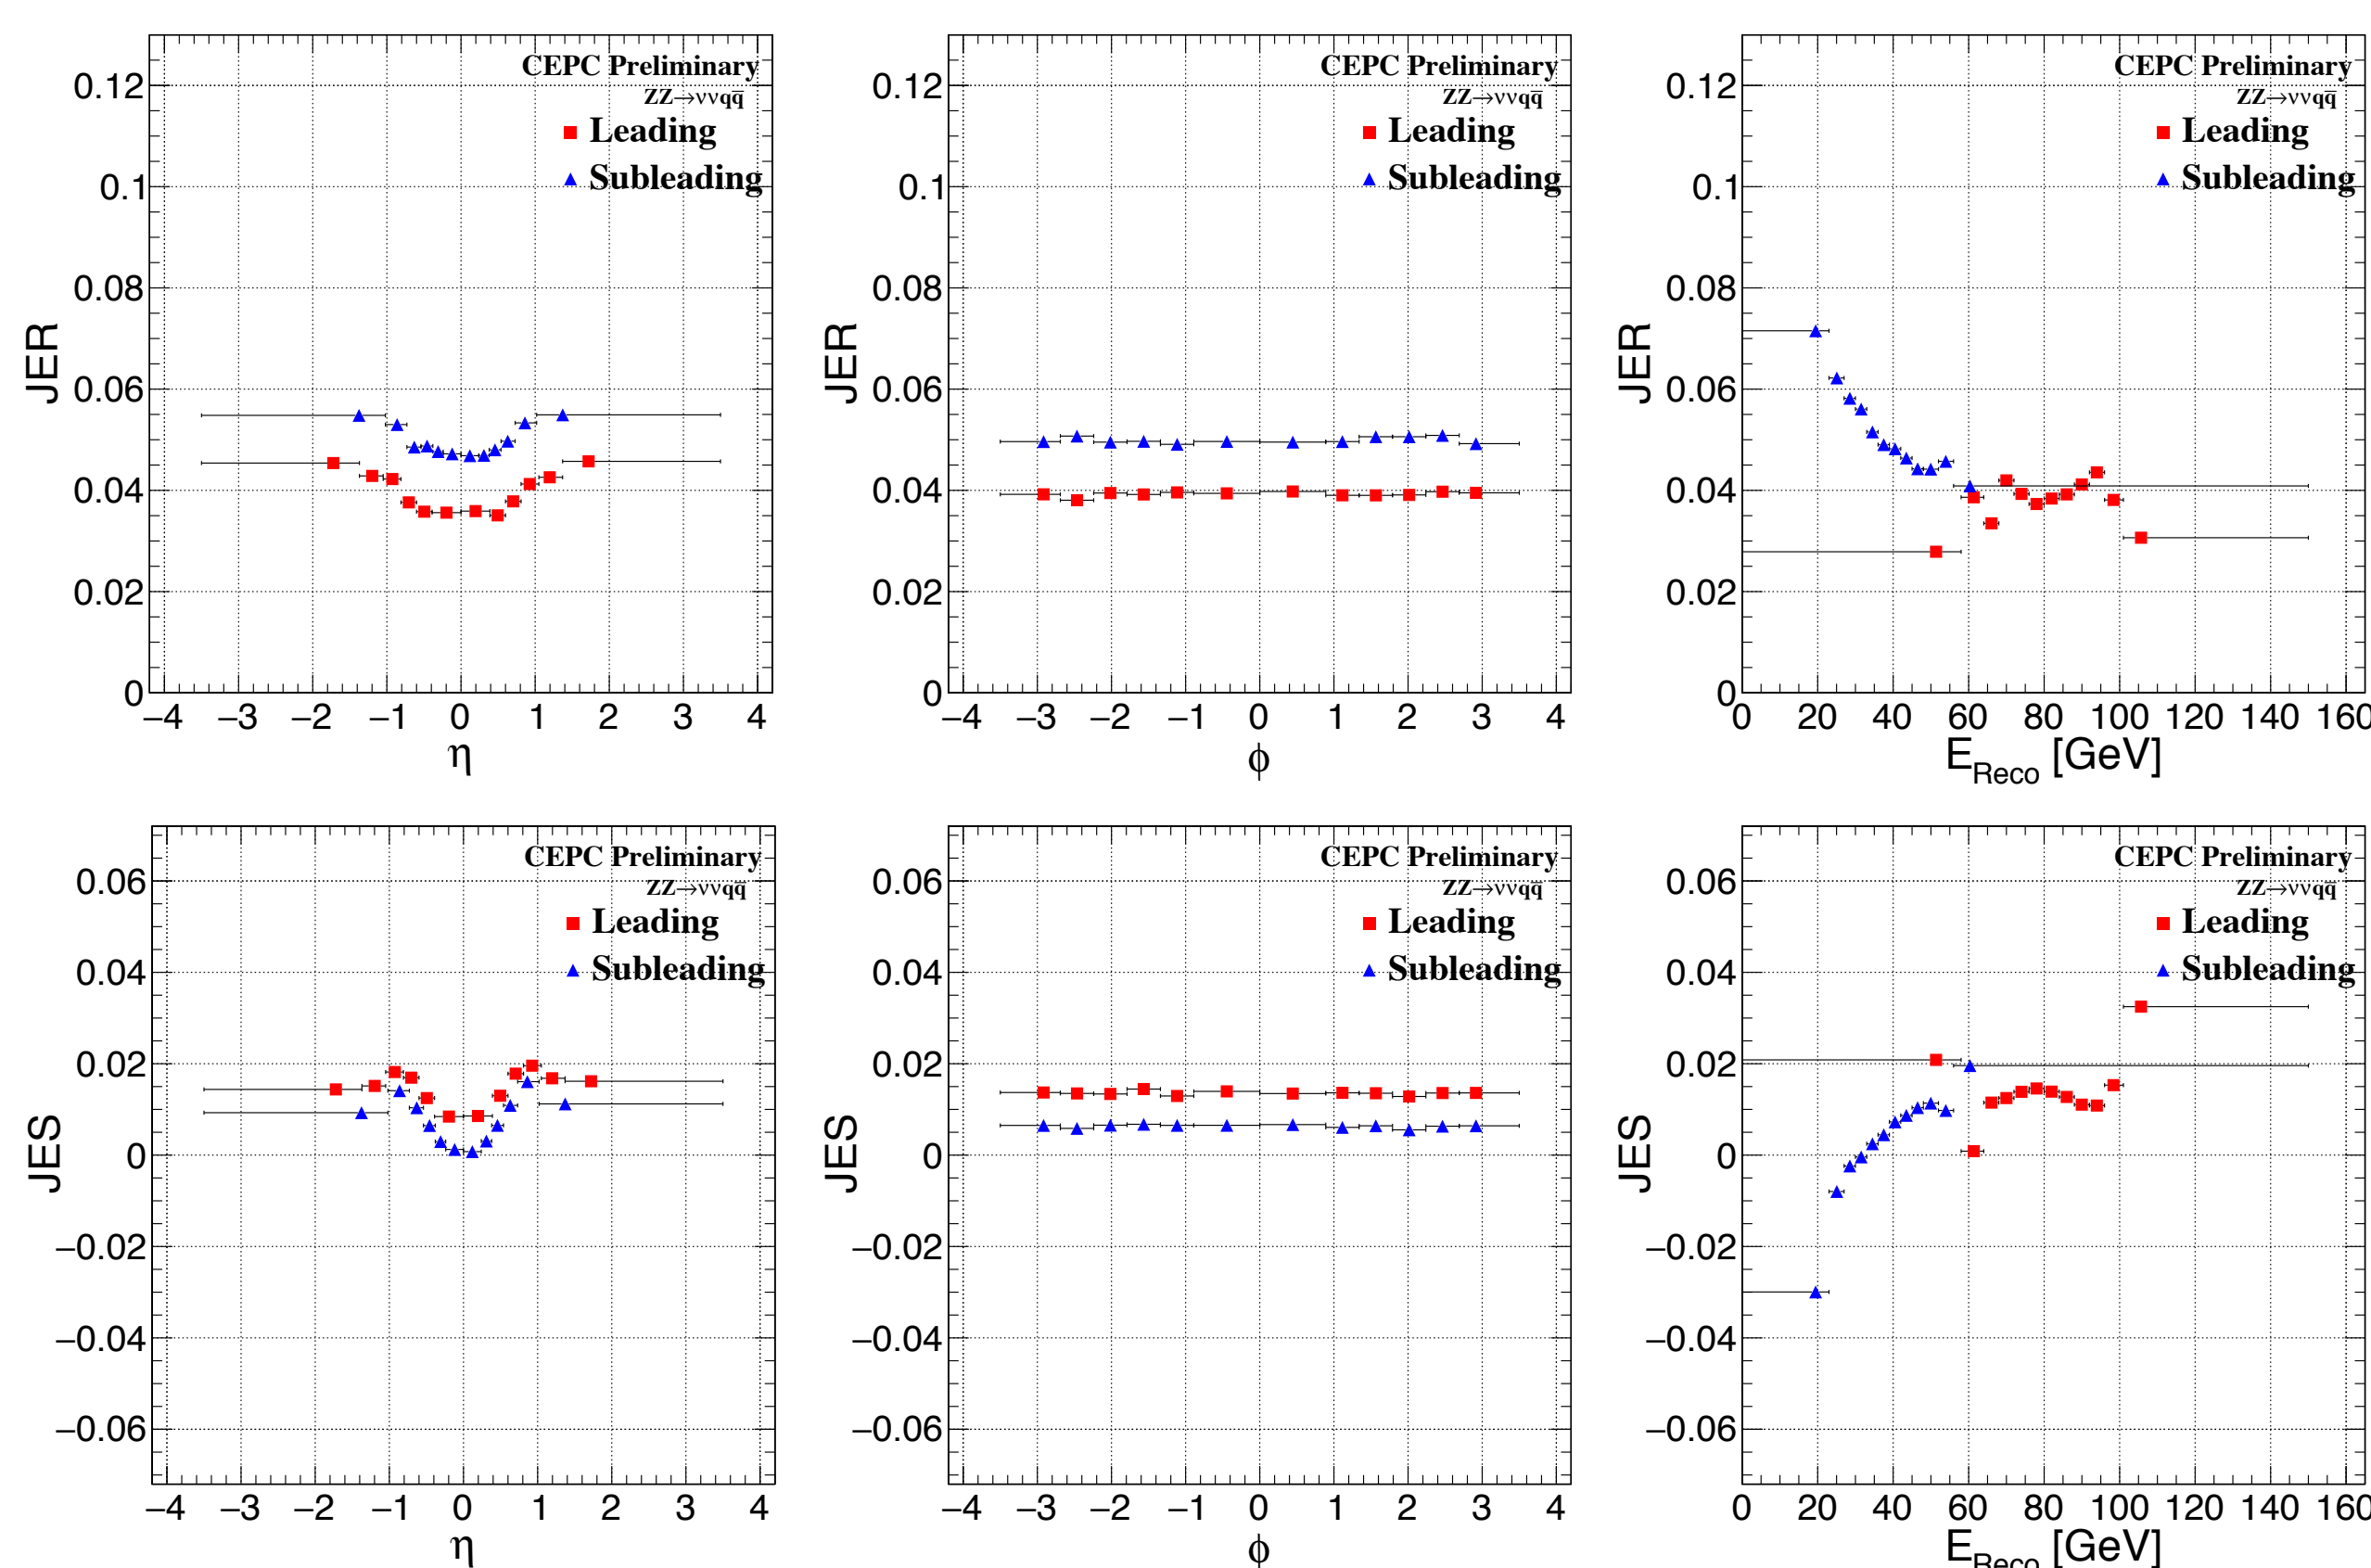 CEPC Preliminary
ZZ→ννqq̅
Leading
Subleading
JER
0.12
0.1
0.08
0.06
0.04
0.02
0
−4 −3 −2 −1 0 1 2 3 4
η
CEPC Preliminary
ZZ→ννqq̅
Leading
Subleading
JER
0.12
0.1
0.08
0.06
0.04
0.02
0
−4 −3 −2 −1 0 1 2 3 4
ϕ
CEPC Preliminary
ZZ→ννqq̅
Leading
Subleading
JER
0.12
0.1
0.08
0.06
0.04
0.02
0
0 20 40 60 80 100 120 140 160
E_Reco [GeV]
CEPC Preliminary
ZZ→ννqq̅
Leading
Subleading
JES
0.06
0.04
0.02
0
−0.02
−0.04
−0.06
−4 −3 −2 −1 0 1 2 3 4
η
CEPC Preliminary
ZZ→ννqq̅
Leading
Subleading
JES
0.06
0.04
0.02
0
−0.02
−0.04
−0.06
−4 −3 −2 −1 0 1 2 3 4
ϕ
CEPC Preliminary
ZZ→ννqq̅
Leading
Subleading
JES
0.06
0.04
0.02
0
−0.02
−0.04
−0.06
0 20 40 60 80 100 120 140 160
E_Reco [GeV]